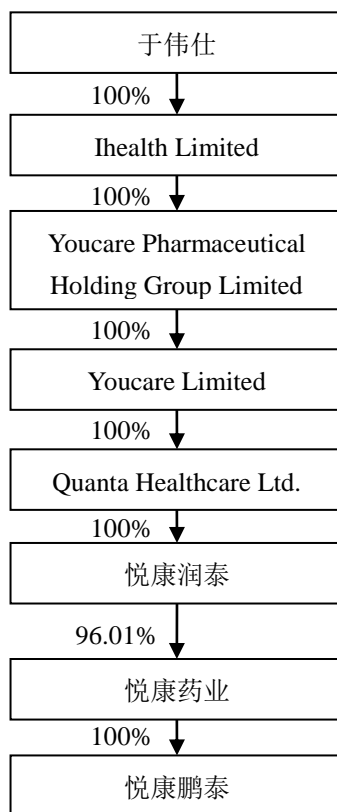 于伟仕
100%
Ihealth Limited
100%
Youcare Pharmaceutical
Holding Group Limited
100%
Youcare Limited
100%
Quanta Healthcare Ltd.
100%
悦康润泰
96.01%
悦康药业
100%
悦康鹏泰